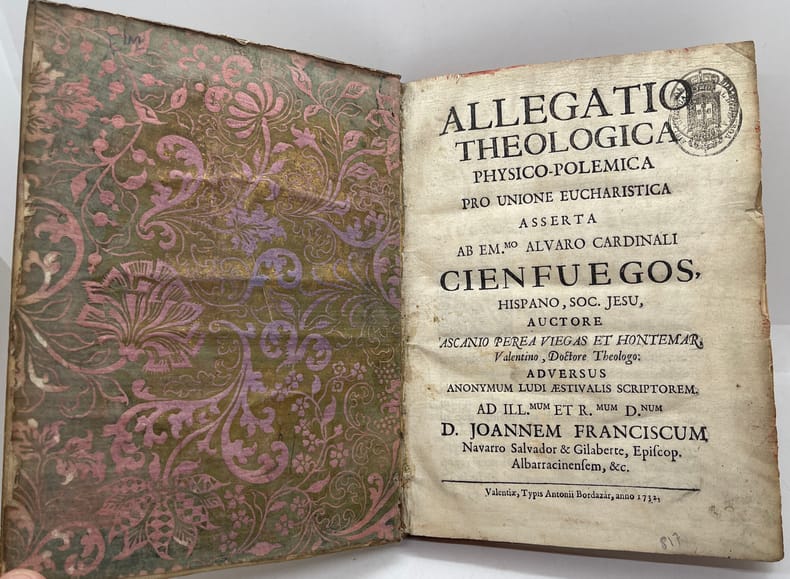 ALLEGATIO
THEOLOGICA
PHYSICO-POLEMICA
PRO UNIONE EUCHARISTICA
ASSERTA
AB EM.MO ALVARO CARDINALI
CIENFUEGOS,
HISPANO, SOC. JESU,
AUCTORE
ASCANIO PEREA VIEGAS ET HONTEMAR,
Valentino, Doctore Theologo:
ADVERSUS
ANONYMUM LUDI ÆSTIVALIS SCRIPTOREM.
AD ILL.MUM ET R.MUM D.NUM
D. JOANNEM FRANCISCUM
Navarro Salvador & Gilaberte, Epiſcop.
Albarracinenſem, &c.
Valentiæ, Typis Antonii Bordazár, anno 1732.
817